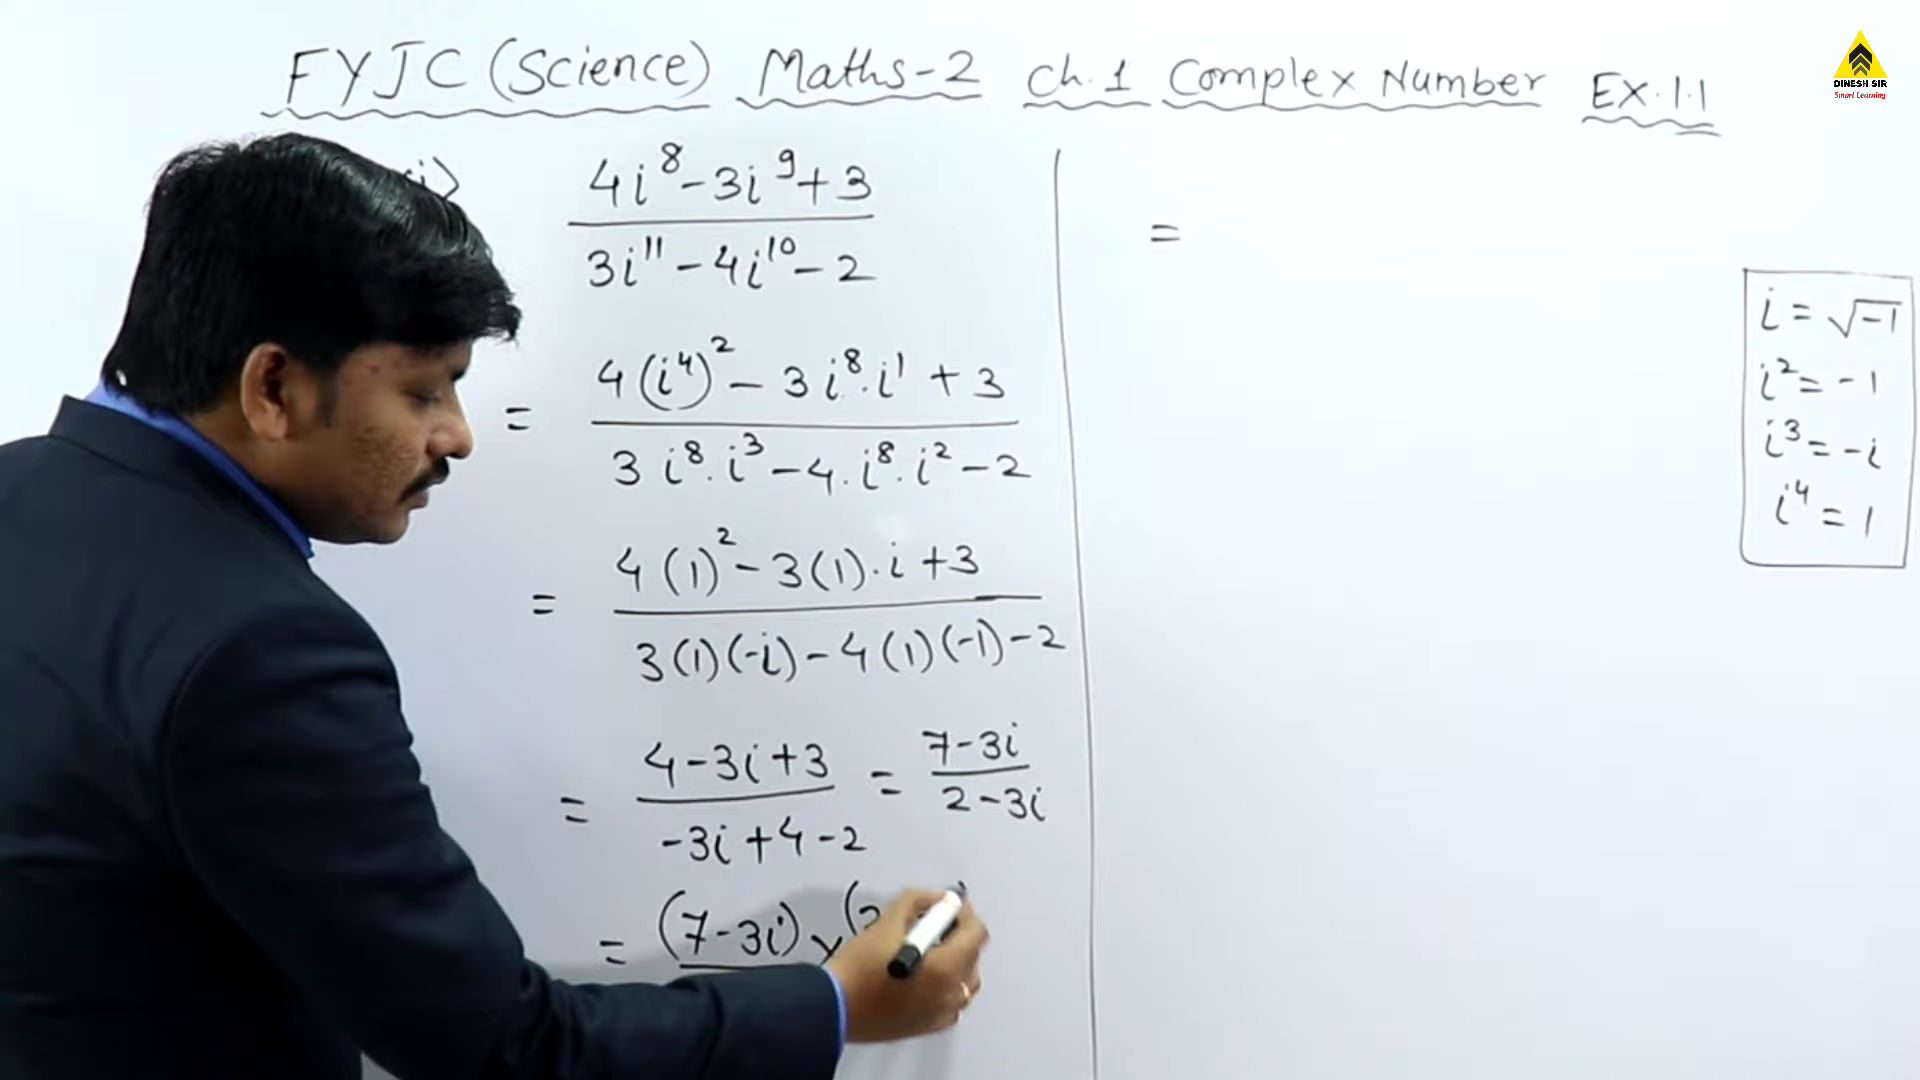 FYJC (Science) Maths-2 Ch.1 Complex Number Ex.1.1
DINESH SIR
Smart Learning
i)
4i⁸ - 3i⁹ + 3
3i¹¹ - 4i¹⁰ - 2
= 4(i⁴)² - 3i⁸·i¹ + 3
3i⁸·i³ - 4·i⁸·i² - 2
= 4(1)² - 3(1)·i + 3
3(1)(-i) - 4(1)(-1) - 2
= 4-3i+3 = 7-3i
-3i+4-2 2-3i
= (7-3i) × (
=
i = √-1
i² = -1
i³ = -i
i⁴ = 1